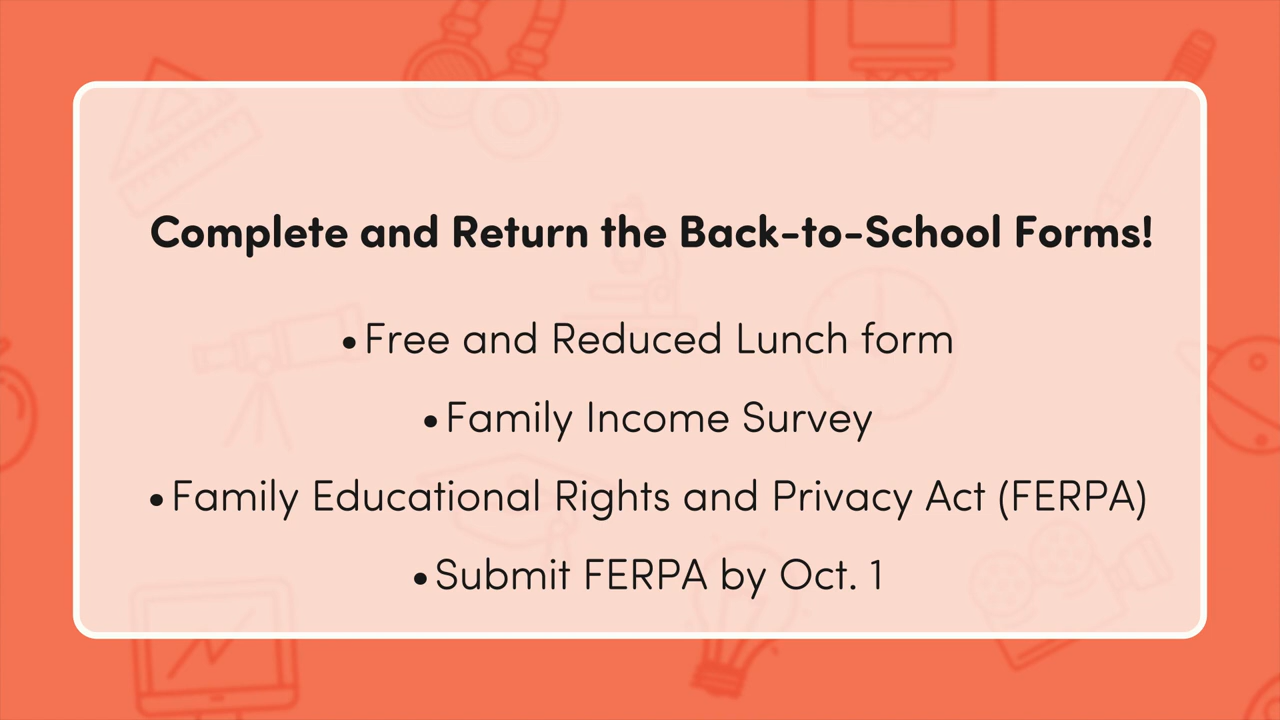 Complete and Return the Back-to-School Forms!
• Free and Reduced Lunch form
• Family Income Survey
• Family Educational Rights and Privacy Act (FERPA)
• Submit FERPA by Oct. 1